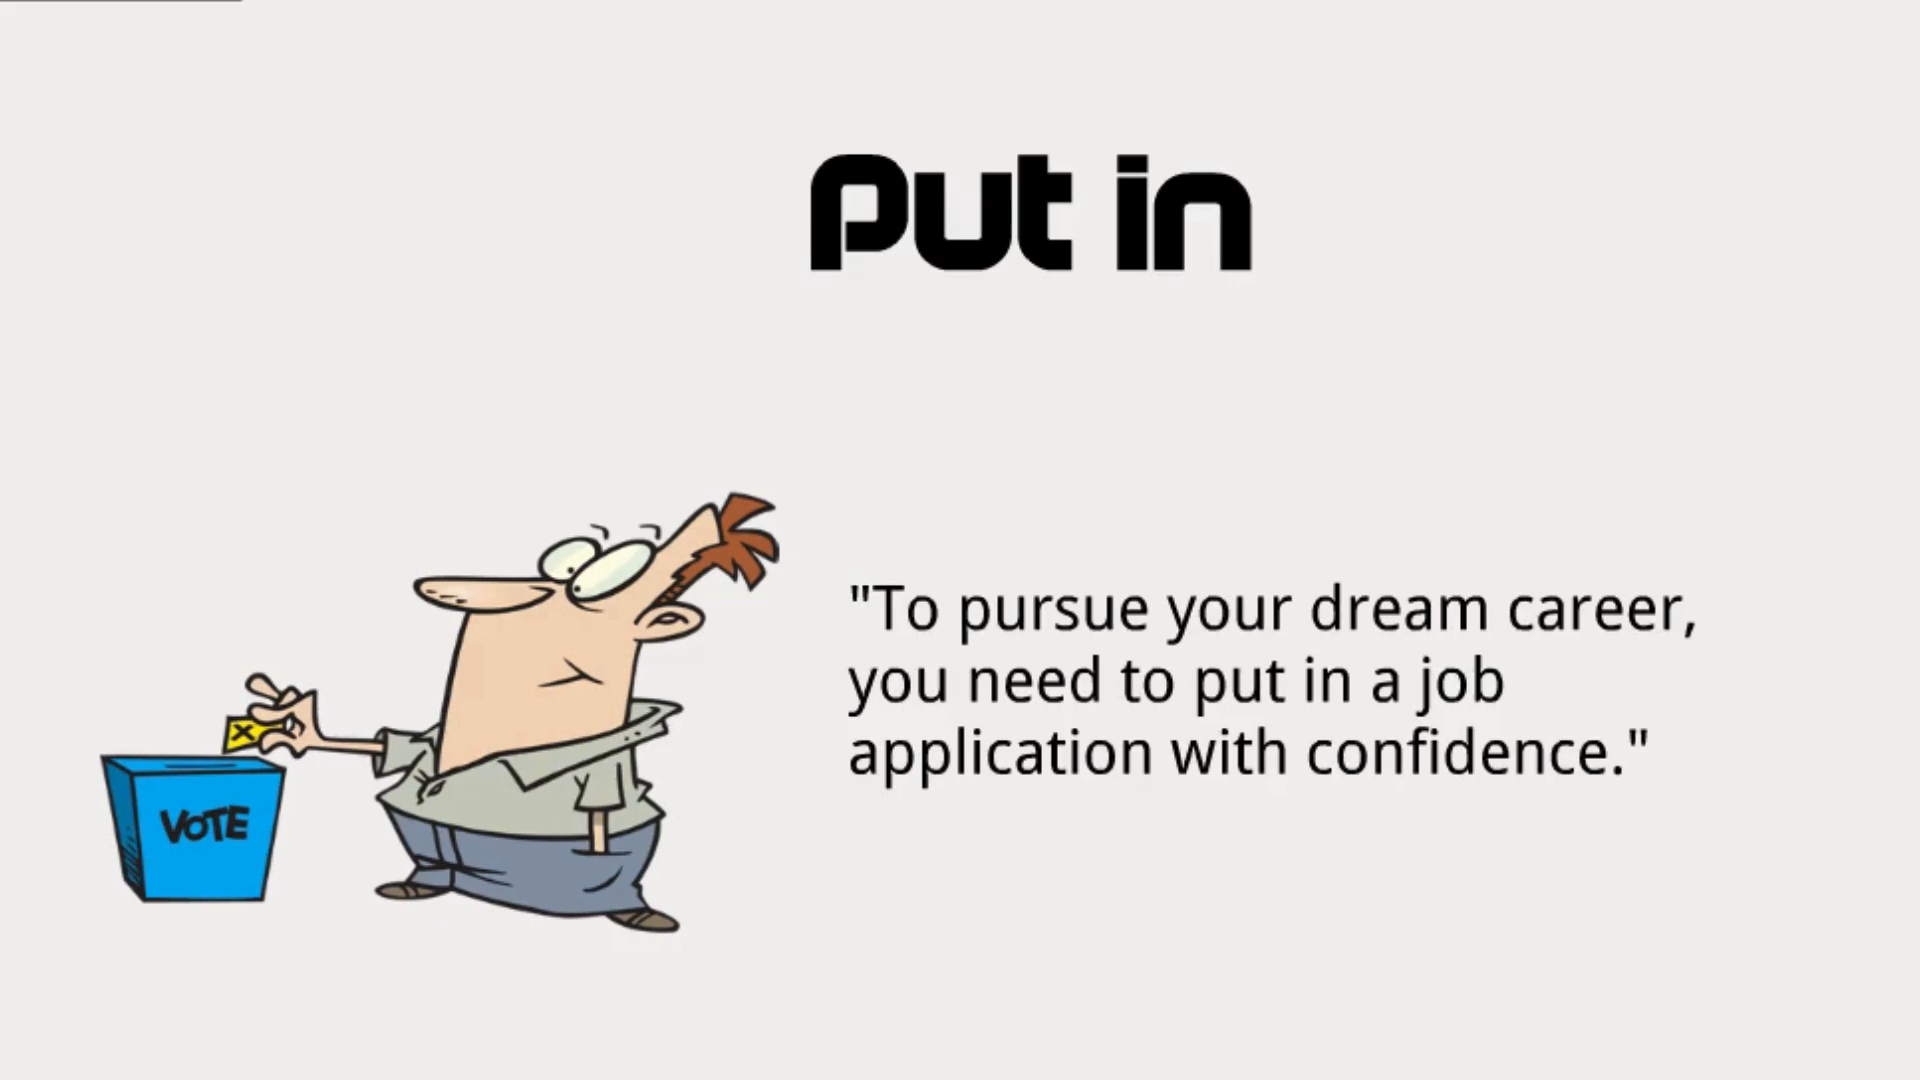 Put in
"To pursue your dream career,
you need to put in a job
application with confidence."
X
VOTE